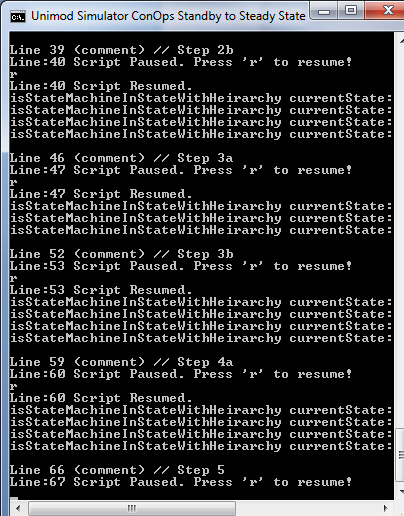 Unimod Simulator ConOps Standby to Steady State
Line 39 (comment) // Step 2b
Line:40 Script Paused. Press 'r' to resume!
r
Line:40 Script Resumed.
isStateMachineInStateWithHeirarchy currentState:
isStateMachineInStateWithHeirarchy currentState:
isStateMachineInStateWithHeirarchy currentState:
isStateMachineInStateWithHeirarchy currentState:
Line 46 (comment) // Step 3a
Line:47 Script Paused. Press 'r' to resume!
r
Line:47 Script Resumed.
isStateMachineInStateWithHeirarchy currentState:
isStateMachineInStateWithHeirarchy currentState:
isStateMachineInStateWithHeirarchy currentState:
Line 52 (comment) // Step 3b
Line:53 Script Paused. Press 'r' to resume!
r
Line:53 Script Resumed.
isStateMachineInStateWithHeirarchy currentState:
isStateMachineInStateWithHeirarchy currentState:
isStateMachineInStateWithHeirarchy currentState:
isStateMachineInStateWithHeirarchy currentState:
Line 59 (comment) // Step 4a
Line:60 Script Paused. Press 'r' to resume!
r
Line:60 Script Resumed.
isStateMachineInStateWithHeirarchy currentState:
isStateMachineInStateWithHeirarchy currentState:
isStateMachineInStateWithHeirarchy currentState:
isStateMachineInStateWithHeirarchy currentState:
Line 66 (comment) // Step 5
Line:67 Script Paused. Press 'r' to resume!